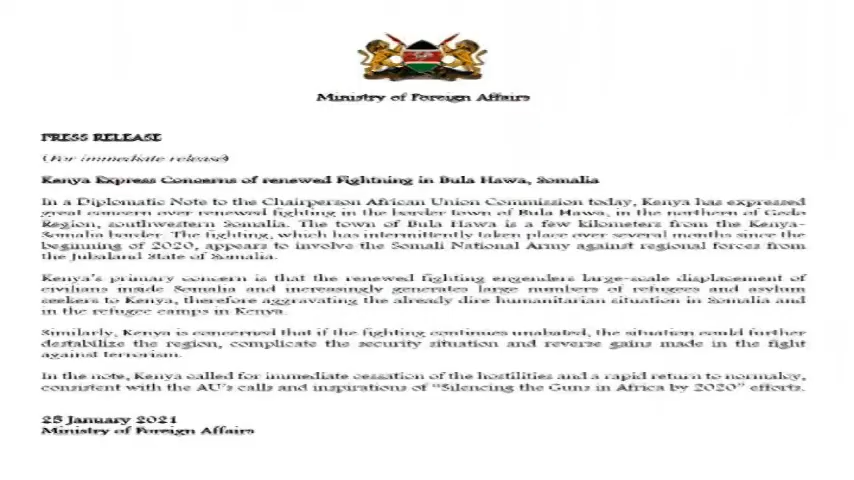 Ministry of Foreign Affairs
PRESS RELEASE
(For immediate release)
Kenya Express Concerns of renewed Fightning in Bula Hawa, Somalia
In a Diplomatic Note to the Chairperson African Union Commission today, Kenya has expressed
great concern over renewed fighting in the border town of Bula Hawa, in the northern of Gedo
Region, southwestern Somalia. The town of Bula Hawa is a few kilometers from the Kenya-
Somalia border. The fighting, which has intermittently taken place over several months since the
beginning of 2020, appears to involve the Somali National Army against regional forces from
the Jubaland State of Somalia.
Kenya's primary concern is that the renewed fighting engenders large-scale displacement of
civilians inside Somalia and increasingly generates large numbers of refugees and asylum
seekers to Kenya, therefore aggravating the already dire humanitarian situation in Somalia and
in the refugee camps in Kenya.
Similarly, Kenya is concerned that if the fighting continues unabated, the situation could further
destabilize the region, complicate the security situation and reverse gains made in the fight
against terrorism.
In the note, Kenya called for immediate cessation of the hostilities and a rapid return to normalcy,
consistent with the AU's calls and inspirations of "Silencing the Guns in Africa by 2020" efforts.
25 January 2021
Ministry of Foreign Affairs